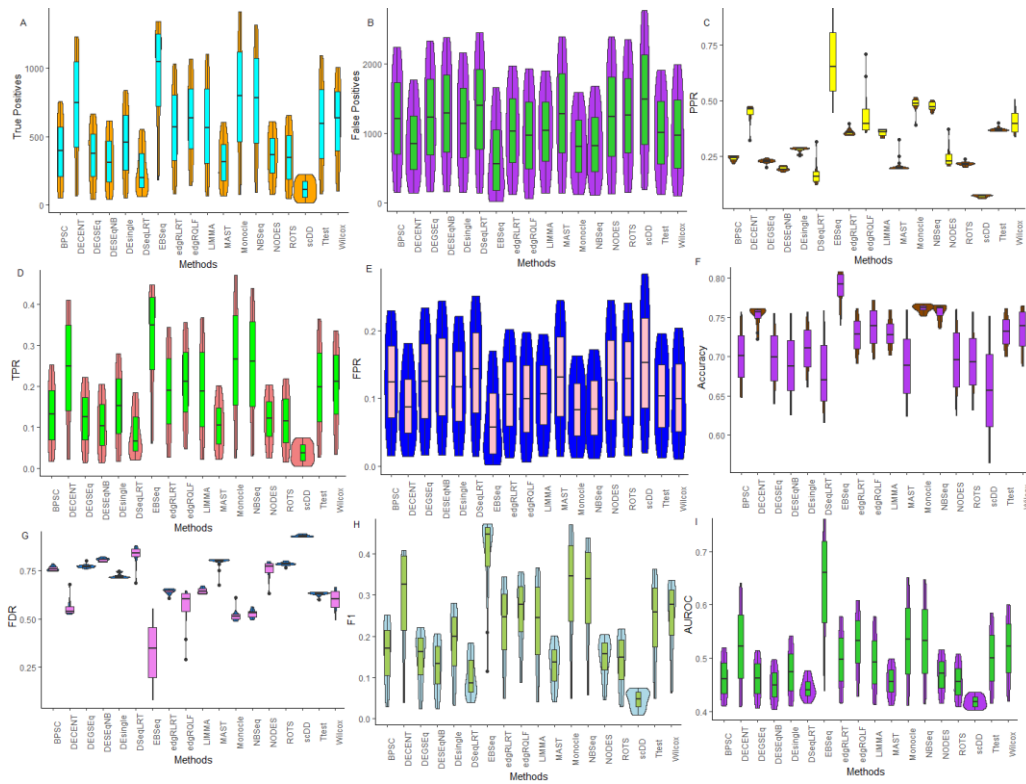 A
True Positives
1000
500
0
BPSC DECENT DEGSEq DESEqNB DEsingle DSeqLRT EBSeq edgRLRT edgRQLF LIMMA MAST Monocle NBSeq NODES ROTS scDD Ttest Wilcox
Methods
B
False Positives
2000
1000
0
BPSC DECENT DEGSEq DESEqNB DEsingle DSeqLRT EBSeq edgRLRT edgRQLF LIMMA MAST Monocle NBSeq NODES ROTS scDD Ttest Wilcox
Methods
C
PPR
0.75
0.50
0.25
BPSC DECENT DEGSEq DESEqNB DEsingle DSeqLRT EBSeq edgRLRT edgRQLF LIMMA MAST Monocle NBSeq NODES ROTS scDD Ttest Wilcox
Methods
D
TPR
0.4
0.3
0.2
0.1
0.0
BPSC DECENT DEGSEq DESEqNB DEsingle DSeqLRT EBSeq edgRLRT edgRQLF LIMMA MAST Monocle NBSeq NODES ROTS scDD Ttest Wilcox
Methods
E
FPR
0.2
0.1
0.0
BPSC DECENT DEGSEq DESEqNB DEsingle DSeqLRT EBSeq edgRLRT edgRQLF LIMMA MAST Monocle NBSeq NODES ROTS scDD Ttest Wilcox
Methods
F
Accuracy
0.80
0.75
0.70
0.65
0.60
BPSC DECENT DEGSEq DESEqNB DEsingle DSeqLRT EBSeq edgRLRT edgRQLF LIMMA MAST Monocle NBSeq NODES ROTS scDD Ttest Wilcox
G
FDR
0.75
0.50
0.25
BPSC DECENT DEGSEq DESEqNB DEsingle DSeqLRT EBSeq edgRLRT edgRQLF LIMMA MAST Monocle NBSeq NODES ROTS scDD Ttest Wilcox
Methods
H
F1
0.4
0.3
0.2
0.1
0.0
BPSC DECENT DEGSEq DESEqNB DEsingle DSeqLRT EBSeq edgRLRT edgRQLF LIMMA MAST Monocle NBSeq NODES ROTS scDD Ttest Wilcox
Methods
I
AUROC
0.7
0.6
0.5
0.4
BPSC DECENT DEGSEq DESEqNB DEsingle DSeqLRT EBSeq edgRLRT edgRQLF LIMMA MAST Monocle NBSeq NODES ROTS scDD Ttest Wilcox
Methods